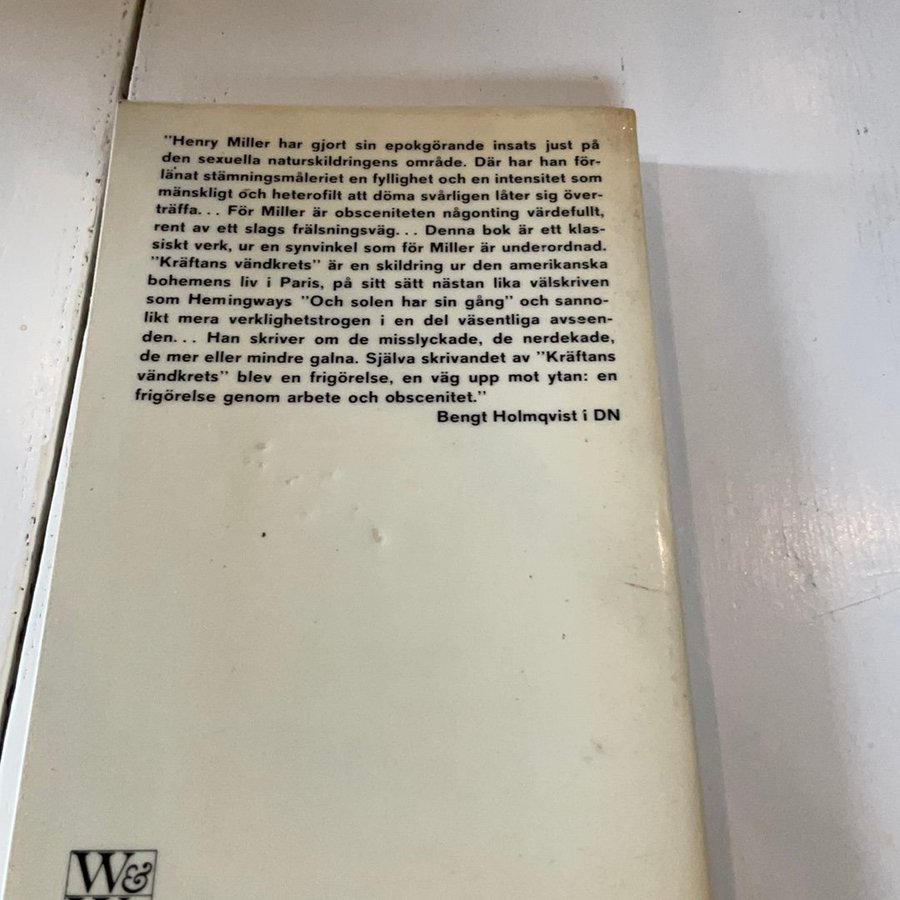 "Henry Miller har gjort sin epokgörande insats just på
den sexuella naturskildringens område. Där har han för-
länat stämningsmåleriet en fyllighet och en intensitet som
mänskligt och heterofilt att döma svårligen låter sig över-
träffa... För Miller är obsceniteten någonting värdefullt,
rent av ett slags frälsningsväg... Denna bok är ett klas-
siskt verk, ur en synvinkel som för Miller är underordnad.
"Kräftans vändkrets" är en skildring ur den amerikanska
bohemens liv i Paris, på sitt sätt nästan lika välskriven
som Hemingways "Och solen har sin gång" och sanno-
likt mera verklighetstrogen i en del väsentliga avseen-
den... Han skriver om de misslyckade, de nerdekade,
de mer eller mindre galna. Själva skrivandet av "Kräftans
vändkrets" blev en frigörelse, en väg upp mot ytan: en
frigörelse genom arbete och obscenitet."
Bengt Holmqvist i DN
W&